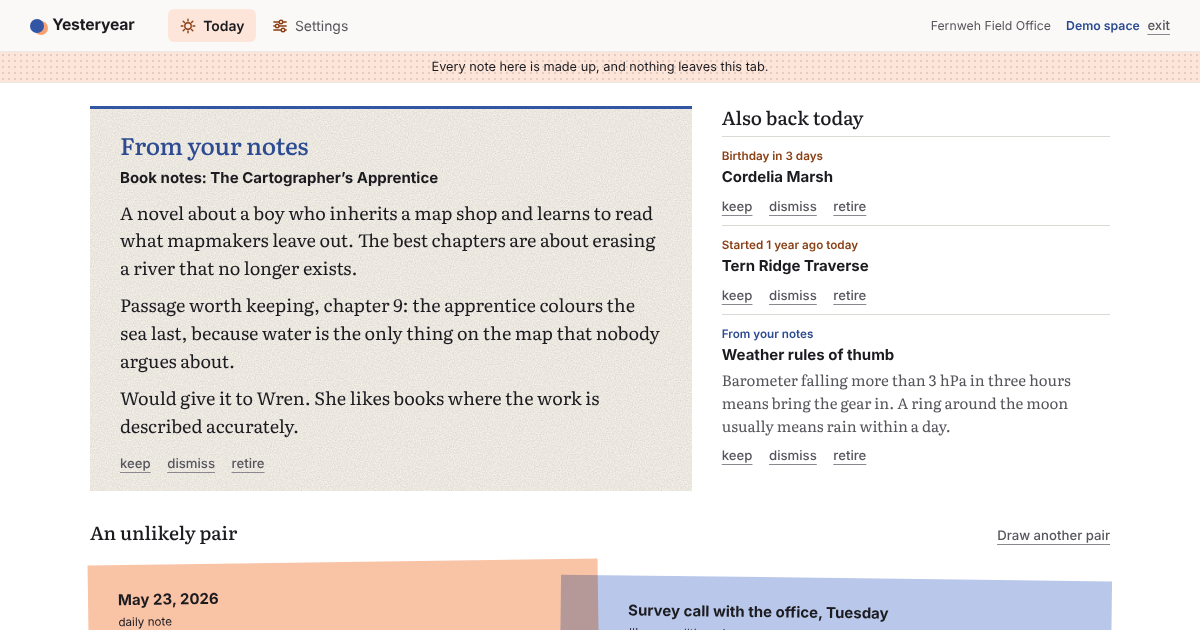 Yesteryear
Today
Settings
Fernweh Field Office
Demo space
exit
Every note here is made up, and nothing leaves this tab.
From your notes
Book notes: The Cartographer's Apprentice
A novel about a boy who inherits a map shop and learns to read
what mapmakers leave out. The best chapters are about erasing
a river that no longer exists.
Passage worth keeping, chapter 9: the apprentice colours the
sea last, because water is the only thing on the map that nobody
argues about.
Would give it to Wren. She likes books where the work is
described accurately.
keep dismiss retire
Also back today
Birthday in 3 days
Cordelia Marsh
keep dismiss retire
Started 1 year ago today
Tern Ridge Traverse
keep dismiss retire
From your notes
Weather rules of thumb
Barometer falling more than 3 hPa in three hours
means bring the gear in. A ring around the moon
usually means rain within a day.
keep dismiss retire
An unlikely pair
Draw another pair
May 23, 2026
daily note
Survey call with the office, Tuesday